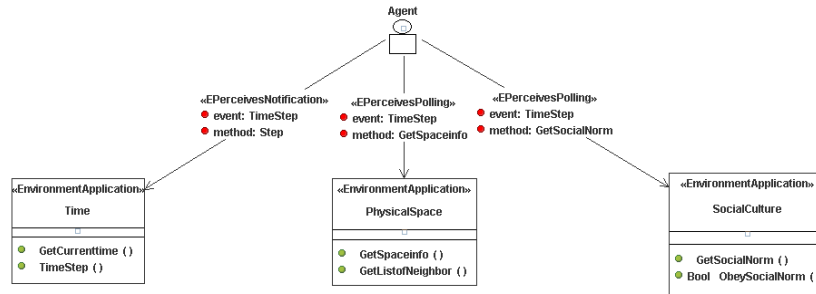 Agent
«EPerceivesNotification»
event: TimeStep
method: Step
«EPerceivesPolling»
event: TimeStep
method: GetSpaceinfo
«EPerceivesPolling»
event: TimeStep
method: GetSocialNorm
«EnvironmentApplication»
Time
GetCurrenttime ( )
TimeStep ( )
«EnvironmentApplication»
PhysicalSpace
GetSpaceinfo ( )
GetListofNeighbor ( )
«EnvironmentApplication»
SocialCulture
GetSocialNorm ( )
Bool ObeySocialNorm (